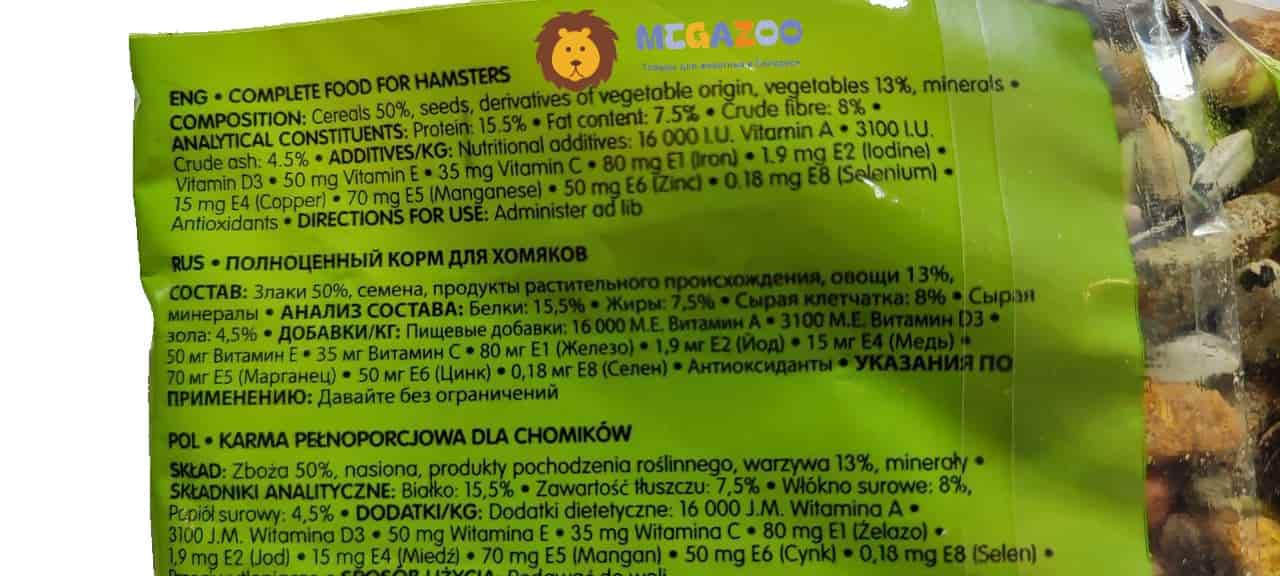 MEGAZOO
Товары для животных в Беларуси
ENG • COMPLETE FOOD FOR HAMSTERS
COMPOSITION: Cereals 50%, seeds, derivatives of vegetable origin, vegetables 13%, minerals •
ANALYTICAL CONSTITUENTS: Protein: 15.5% • Fat content: 7.5% • Crude fibre: 8% •
Crude ash: 4.5% • ADDITIVES/KG: Nutritional additives: 16 000 I.U. Vitamin A • 3100 I.U.
Vitamin D3 • 50 mg Vitamin E • 35 mg Vitamin C • 80 mg E1 (Iron) • 1.9 mg E2 (Iodine) •
15 mg E4 (Copper) • 70 mg E5 (Manganese) • 50 mg E6 (Zinc) • 0.18 mg E8 (Selenium) •
Antioxidants • DIRECTIONS FOR USE: Administer ad lib
RUS • ПОЛНОЦЕННЫЙ КОРМ ДЛЯ ХОМЯКОВ
СОСТАВ: Злаки 50%, семена, продукты растительного происхождения, овощи 13%,
минералы • АНАЛИЗ СОСТАВА: Белки: 15,5% • Жиры: 7,5% • Сырая клетчатка: 8% • Сырая
зола: 4,5% • ДОБАВКИ/КГ: Пищевые добавки: 16 000 М.Е. Витамин А • 3100 М.Е. Витамин D3 •
50 мг Витамин Е • 35 мг Витамин С • 80 мг Е1 (Железо) • 1,9 мг Е2 (Йод) • 15 мг Е4 (Медь) •
70 мг Е5 (Марганец) • 50 мг Е6 (Цинк) • 0,18 мг Е8 (Селен) • Антиоксиданты • УКАЗАНИЯ ПО
ПРИМЕНЕНИЮ: Давайте без ограничений
POL • KARMA PEŁNOPORCJOWA DLA CHOMIKÓW
SKŁAD: Zboża 50%, nasiona, produkty pochodzenia roślinnego, warzywa 13%, minerały •
SKŁADNIKI ANALITYCZNE: Białko: 15,5% • Zawartość tłuszczu: 7,5% • Włókno surowe: 8%,
Popiół surowy: 4,5% • DODATKI/KG: Dodatki dietetyczne: 16 000 J.M. Witamina A •
3100 J.M. Witamina D3 • 50 mg Witamina E • 35 mg Witamina C • 80 mg E1 (Żelazo) •
1,9 mg E2 (Jod) • 15 mg E4 (Miedź) • 70 mg E5 (Mangan) • 50 mg E6 (Cynk) • 0,18 mg E8 (Selen) •
SPOSÓB UŻYCIA: Podawać do woli